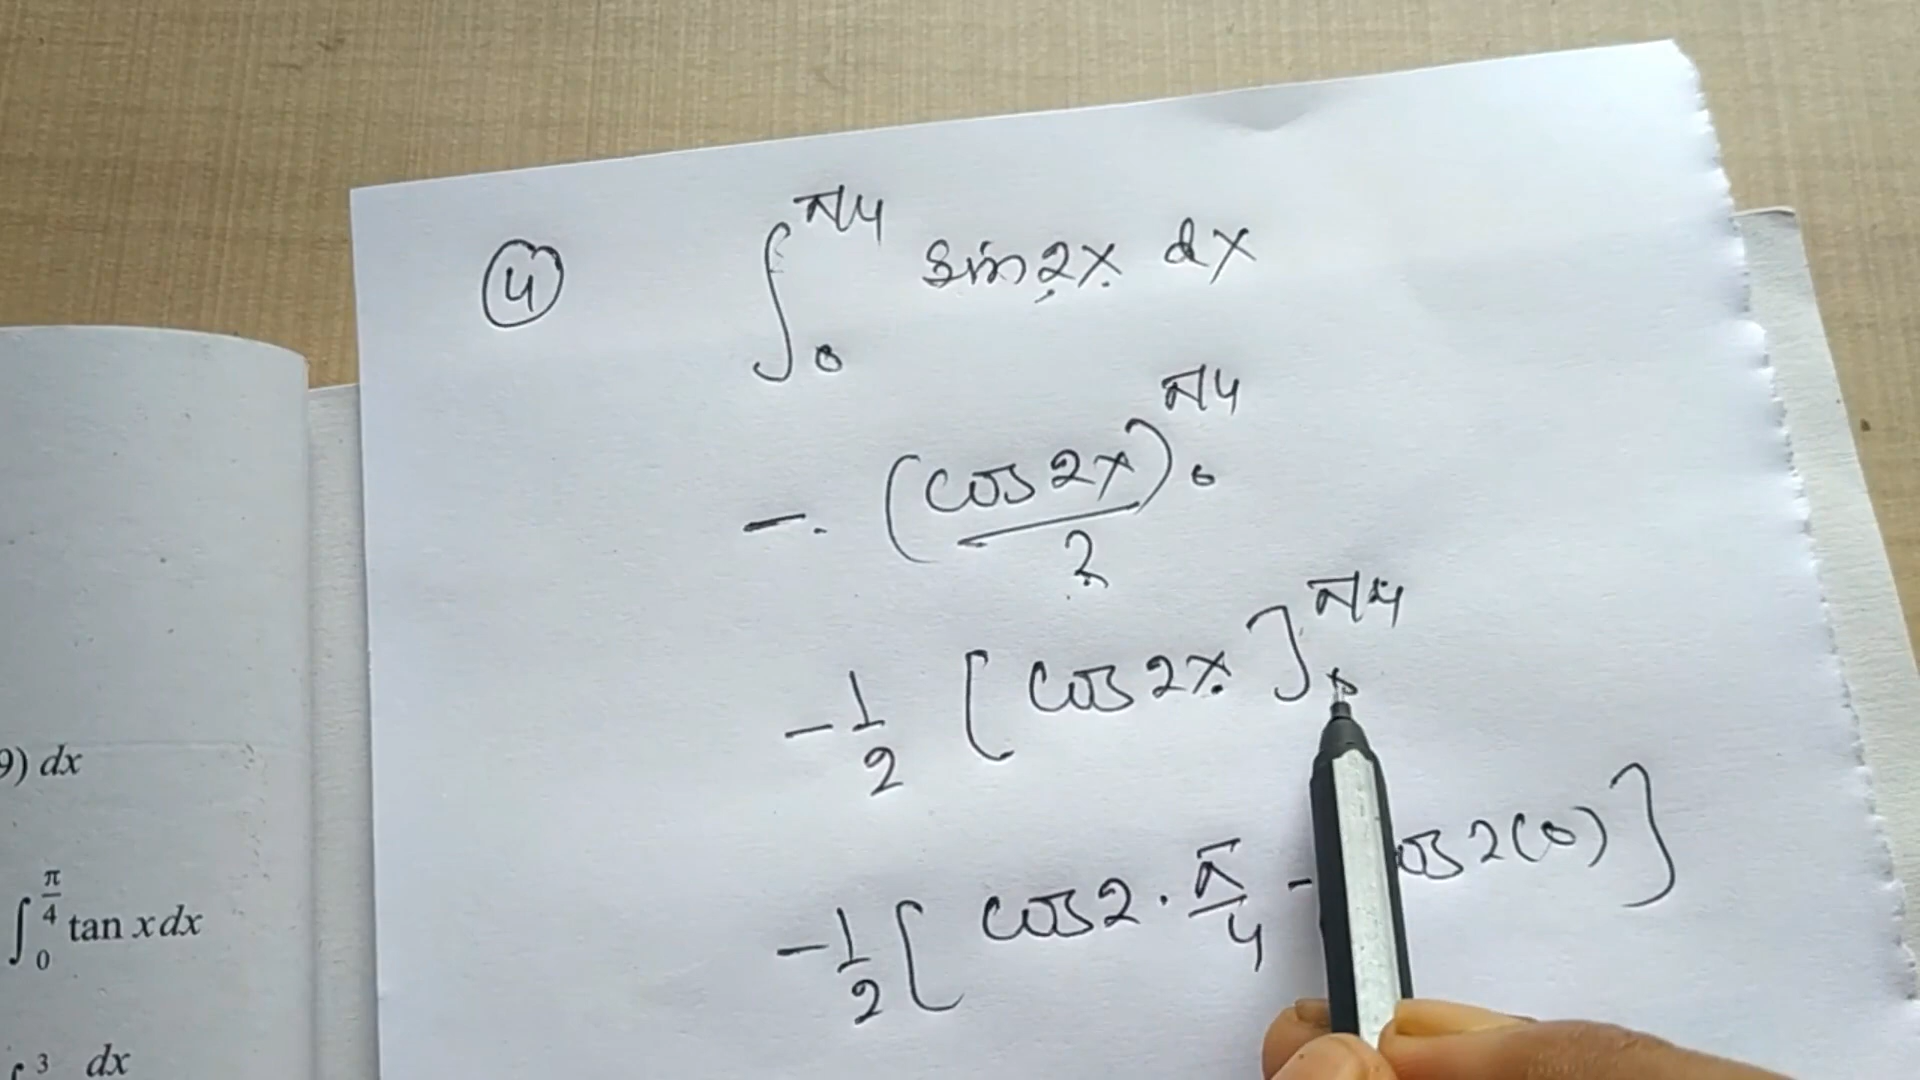 ④ ∫₀^π/4 sin2x dx
-. (cos2x/2)₀^π/4
-1/2 [cos2x]₀^π/4
-1/2 [cos2·π/4 - cos2(0)]
9) dx
∫₀^π/4 tan x dx
3 dx